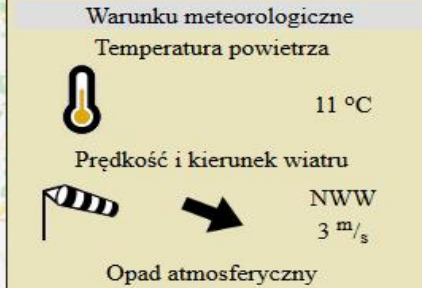 Warunku meteorologiczne
Temperatura powietrza
11 °C
Prędkość i kierunek wiatru
NWW
3 m/s
Opad atmosferyczny